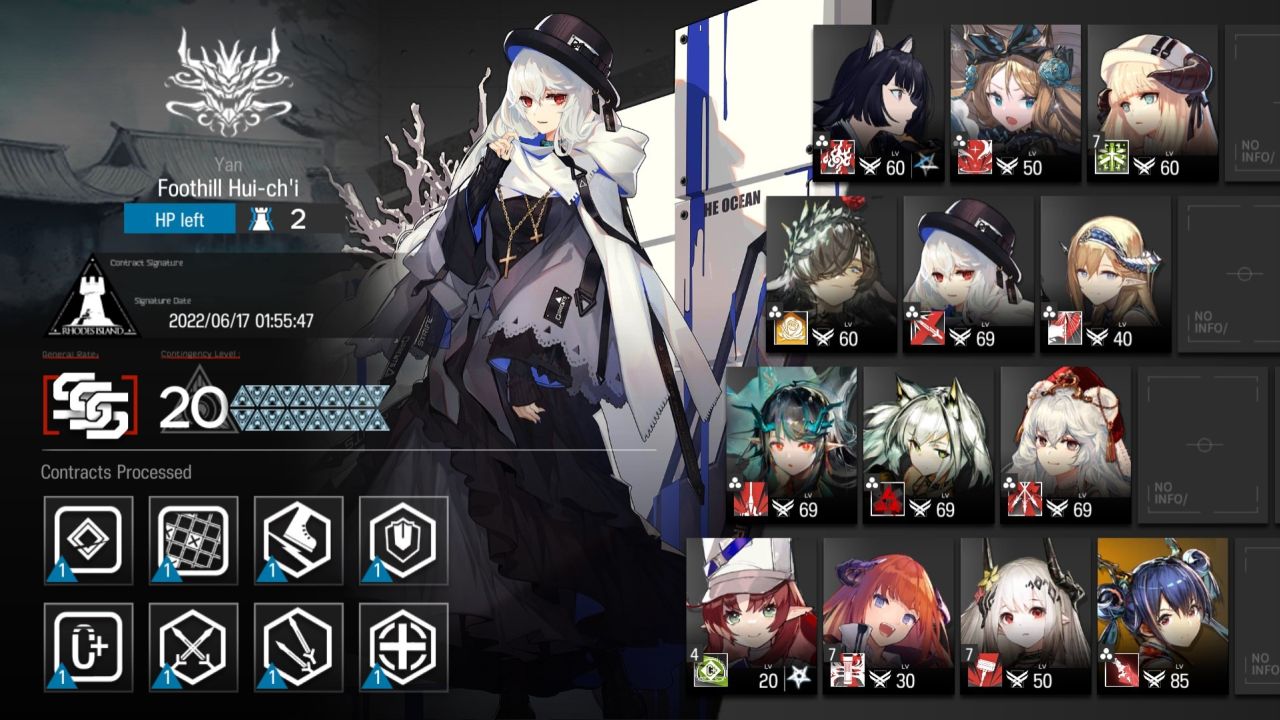 Yan
Foothill Hui-ch'i
HP left
2
Contract Signature
Signature Date
2022/06/17 01:55:47
RHODES ISLAND
General Rate:
Contingency Level:
20
Contracts Processed
1
1
1
1
1
1
1
1
HE OCEAN
LV
60
LV
50
7
LV
60
NO
INFO/
LV
60
LV
69
LV
40
NO
INFO/
LV
69
LV
69
LV
69
NO
INFO/
4
LV
20
7
LV
30
7
LV
50
LV
85
NO
INFO